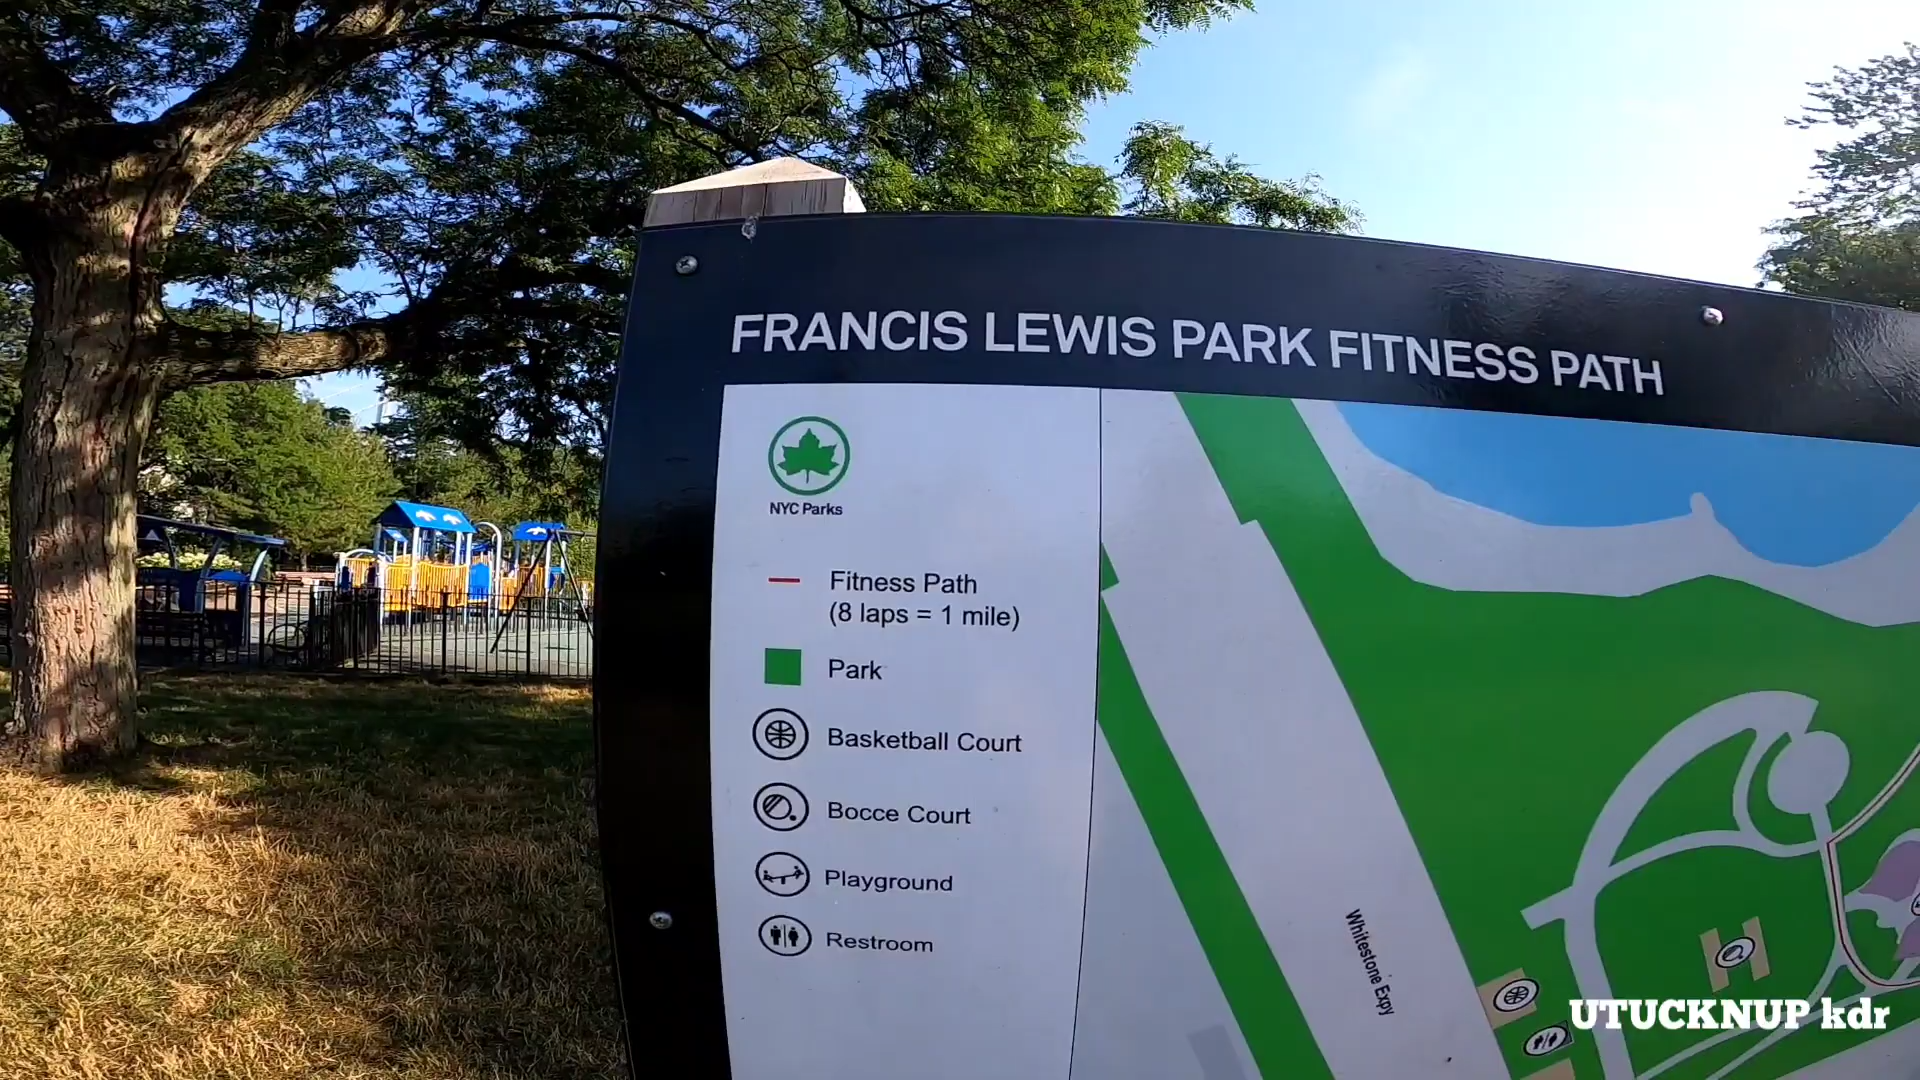 FRANCIS LEWIS PARK FITNESS PATH
NYC Parks
Fitness Path
(8 laps = 1 mile)
Park
Basketball Court
Bocce Court
Playground
Restroom
Whitestone Expy
UTUCKNUP kdr